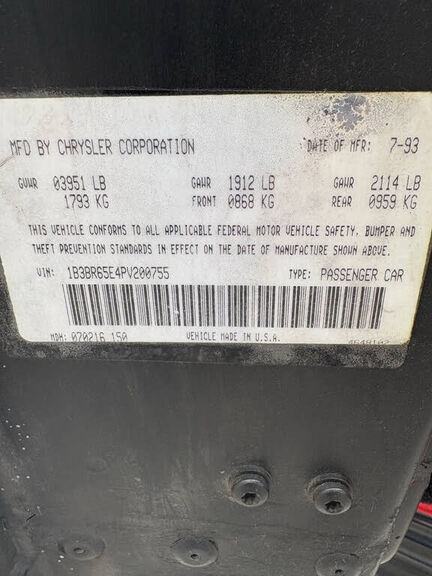 MFD BY CHRYSLER CORPORATION DATE OF MFR: 7-93
GVWR 03951 LB GAWR 1912 LB GAWR 2114 LB
1793 KG FRONT 0868 KG REAR 0959 KG
THIS VEHICLE CONFORMS TO ALL APPLICABLE FEDERAL MOTOR VEHICLE SAFETY, BUMPER AND
THEFT PREVENTION STANDARDS IN EFFECT ON THE DATE OF MANUFACTURE SHOWN ABOVE.
VIN: 1B3BR65E4PV200755 TYPE: PASSENGER CAR
MDH: 070216 150 VEHICLE MADE IN U.S.A.